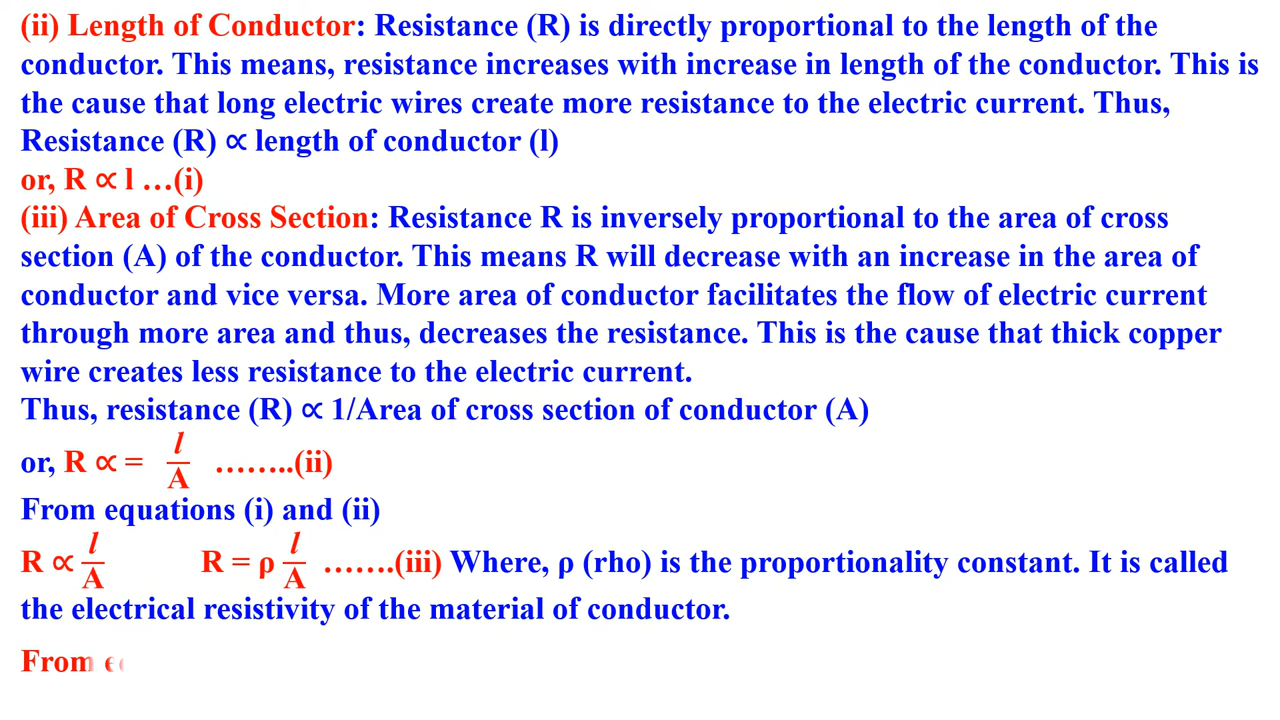 (ii) Length of Conductor: Resistance (R) is directly proportional to the length of the
conductor. This means, resistance increases with increase in length of the conductor. This is
the cause that long electric wires create more resistance to the electric current. Thus,
Resistance (R) ∝ length of conductor (l)
or, R ∝ l …(i)
(iii) Area of Cross Section: Resistance R is inversely proportional to the area of cross
section (A) of the conductor. This means R will decrease with an increase in the area of
conductor and vice versa. More area of conductor facilitates the flow of electric current
through more area and thus, decreases the resistance. This is the cause that thick copper
wire creates less resistance to the electric current.
Thus, resistance (R) ∝ 1/Area of cross section of conductor (A)
or, R ∝ = l/A ……..(ii)
From equations (i) and (ii)
R ∝ l/A R = ρ l/A …….(iii) Where, ρ (rho) is the proportionality constant. It is called
the electrical resistivity of the material of conductor.
From